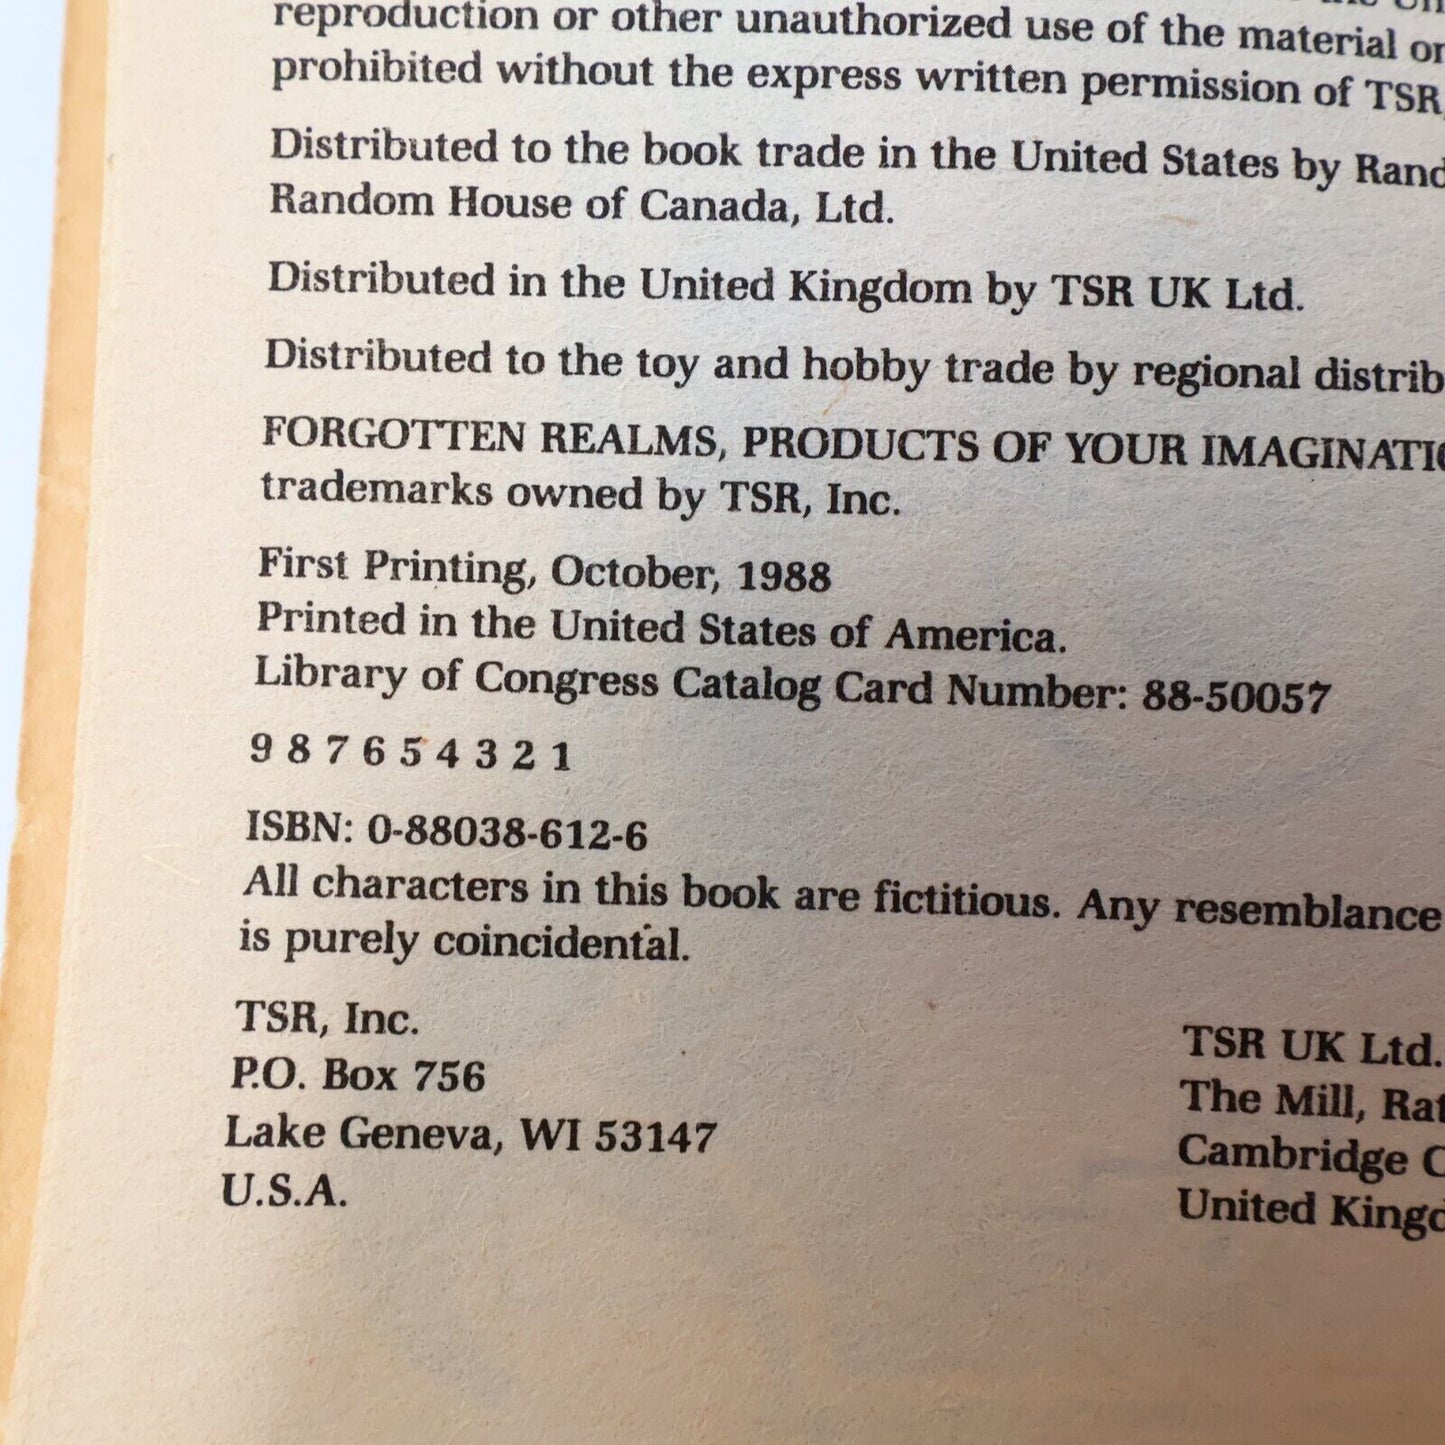 reproduction or other unauthorized use of the material or
prohibited without the express written permission of TSR,
Distributed to the book trade in the United States by Rand
Random House of Canada, Ltd.
Distributed in the United Kingdom by TSR UK Ltd.
Distributed to the toy and hobby trade by regional distrib
FORGOTTEN REALMS, PRODUCTS OF YOUR IMAGINATIO
trademarks owned by TSR, Inc.
First Printing, October, 1988
Printed in the United States of America.
Library of Congress Catalog Card Number: 88-50057
9 8 7 6 5 4 3 2 1
ISBN: 0-88038-612-6
All characters in this book are fictitious. Any resemblance
is purely coincidental.
TSR, Inc.
P.O. Box 756
Lake Geneva, WI 53147
U.S.A.
TSR UK Ltd.
The Mill, Rat
Cambridge C
United Kingd